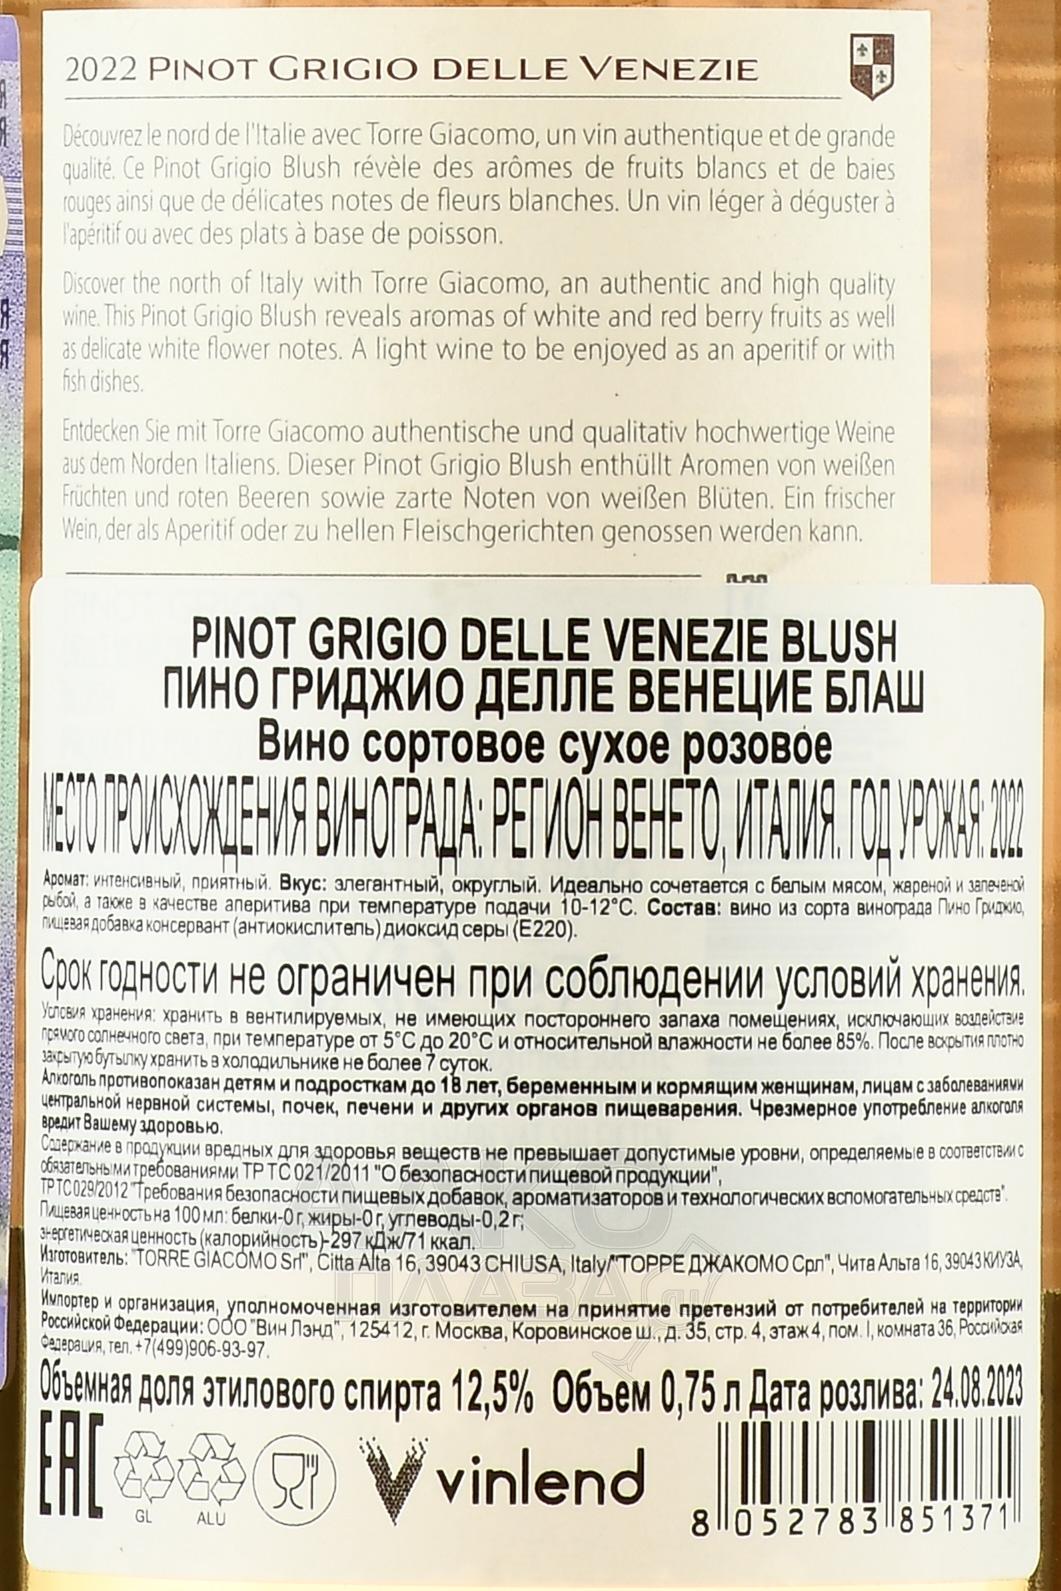 2022 PINOT GRIGIO DELLE VENEZIE
Découvrez le nord de l'Italie avec Torre Giacomo, un vin authentique et de grande
qualité. Ce Pinot Grigio Blush révèle des arômes de fruits blancs et de baies
rouges ainsi que de délicates notes de fleurs blanches. Un vin léger à déguster à
l'apéritif ou avec des plats à base de poisson.
Discover the north of Italy with Torre Giacomo, an authentic and high quality
wine. This Pinot Grigio Blush reveals aromas of white and red berry fruits as well
as delicate white flower notes. A light wine to be enjoyed as an aperitif or with
fish dishes.
Entdecken Sie mit Torre Giacomo authentische und qualitativ hochwertige Weine
aus dem Norden Italiens. Dieser Pinot Grigio Blush enthüllt Aromen von weißen
Früchten und roten Beeren sowie zarte Noten von weißen Blüten. Ein frischer
Wein, der als Aperitif oder zu hellen Fleischgerichten genossen werden kann.
PINOT GRIGIO DELLE VENEZIE BLUSH
ПИНО ГРИДЖИО ДЕЛЛЕ ВЕНЕЦИЕ БЛАШ
Вино сортовое сухое розовое
МЕСТО ПРОИСХОЖДЕНИЯ ВИНОГРАДА: РЕГИОН ВЕНЕТО, ИТАЛИЯ. ГОД УРОЖАЯ: 2022
Аромат: интенсивный, приятный. Вкус: элегантный, округлый. Идеально сочетается с белым мясом, жареной и запеченой
рыбой, а также в качестве аперитива при температуре подачи 10-12°C. Состав: вино из сорта винограда Пино Гриджио,
пищевая добавка консервант (антиокислитель) диоксид серы (E220).
Срок годности не ограничен при соблюдении условий хранения.
Условия хранения: хранить в вентилируемых, не имеющих постороннего запаха помещениях, исключающих воздействие
прямого солнечного света, при температуре от 5°C до 20°C и относительной влажности не более 85%. После вскрытия плотно
закрытую бутылку хранить в холодильнике не более 7 суток.
Алкоголь противопоказан детям и подросткам до 18 лет, беременным и кормящим женщинам, лицам с заболеваниями
центральной нервной системы, почек, печени и других органов пищеварения. Чрезмерное употребление алкоголя
вредит Вашему здоровью.
Содержание в продукции вредных для здоровья веществ не превышает допустимые уровни, определяемые в соответствии с
обязательными требованиями ТР ТС 021/2011 "О безопасности пищевой продукции",
ТР ТС 029/2012 "Требования безопасности пищевых добавок, ароматизаторов и технологических вспомогательных средств".
Пищевая ценность на 100 мл: белки-0 г, жиры-0 г, углеводы-0,2 г;
энергетическая ценность (калорийность)-297 кДж/71 ккал.
Изготовитель: "TORRE GIACOMO Srl", Citta Alta 16, 39043 CHIUSA, Italy/"ТОРРЕ ДЖАКОМО Срл", Чита Альта 16, 39043 КИУЗА,
Италия.
Импортер и организация, уполномоченная изготовителем на принятие претензий от потребителей на территории
Российской Федерации: ООО "Вин Лэнд", 125412, г. Москва, Коровинское ш., д. 35, стр. 4, этаж 4, пом. I, комната 36, Российская
Федерация, тел. +7(499)906-93-97.
Объемная доля этилового спирта 12,5% Объем 0,75 л Дата розлива: 24.08.2023
EAC
GL
ALU
vinlend
8 052783 851371